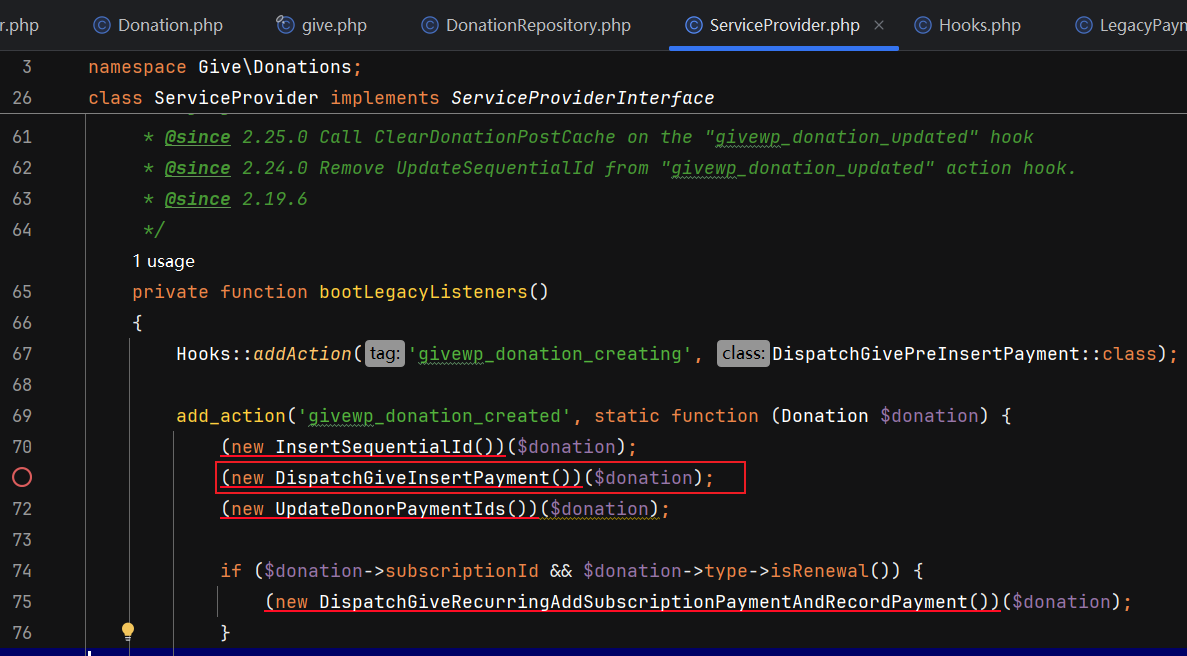 r.php Donation.php give.php DonationRepository.php ServiceProvider.php Hooks.php LegacyPaym
3 namespace Give\Donations;
26 class ServiceProvider implements ServiceProviderInterface
61 * @since 2.25.0 Call ClearDonationPostCache on the "givewp_donation_updated" hook
62 * @since 2.24.0 Remove UpdateSequentialId from "givewp_donation_updated" action hook.
63 * @since 2.19.6
64 */
1 usage
65 private function bootLegacyListeners()
66 {
67 Hooks::addAction( tag: 'givewp_donation_creating', class: DispatchGivePreInsertPayment::class);
68
69 add_action('givewp_donation_created', static function (Donation $donation) {
70 (new InsertSequentialId())($donation);
(new DispatchGiveInsertPayment())($donation);
72 (new UpdateDonorPaymentIds())($donation);
73
74 if ($donation->subscriptionId && $donation->type->isRenewal()) {
75 (new DispatchGiveRecurringAddSubscriptionPaymentAndRecordPayment())($donation);
76 }